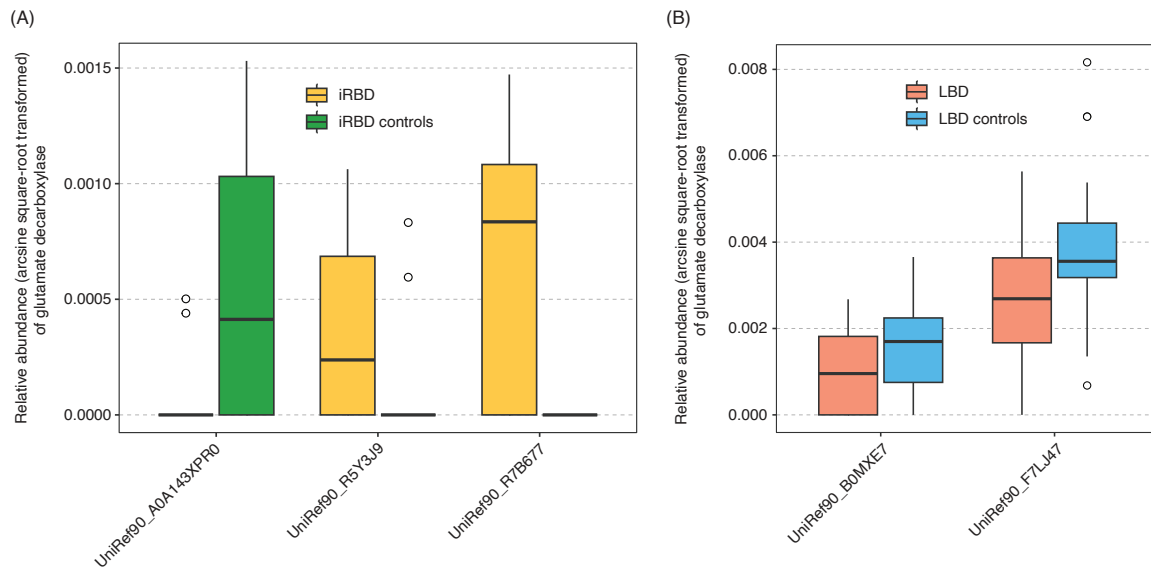 (A)
Relative abundance (arcsine square-root transformed)
of glutamate decarboxylase
0.0015
0.0010
0.0005
0.0000
iRBD
iRBD controls
UniRef90_A0A143XPR0
UniRef90_R5Y3J9
UniRef90_R7B677
(B)
Relative abundance (arcsine square-root transformed)
of glutamate decarboxylase
0.008
0.006
0.004
0.002
0.000
LBD
LBD controls
UniRef90_B0MXE7
UniRef90_F7LJ47